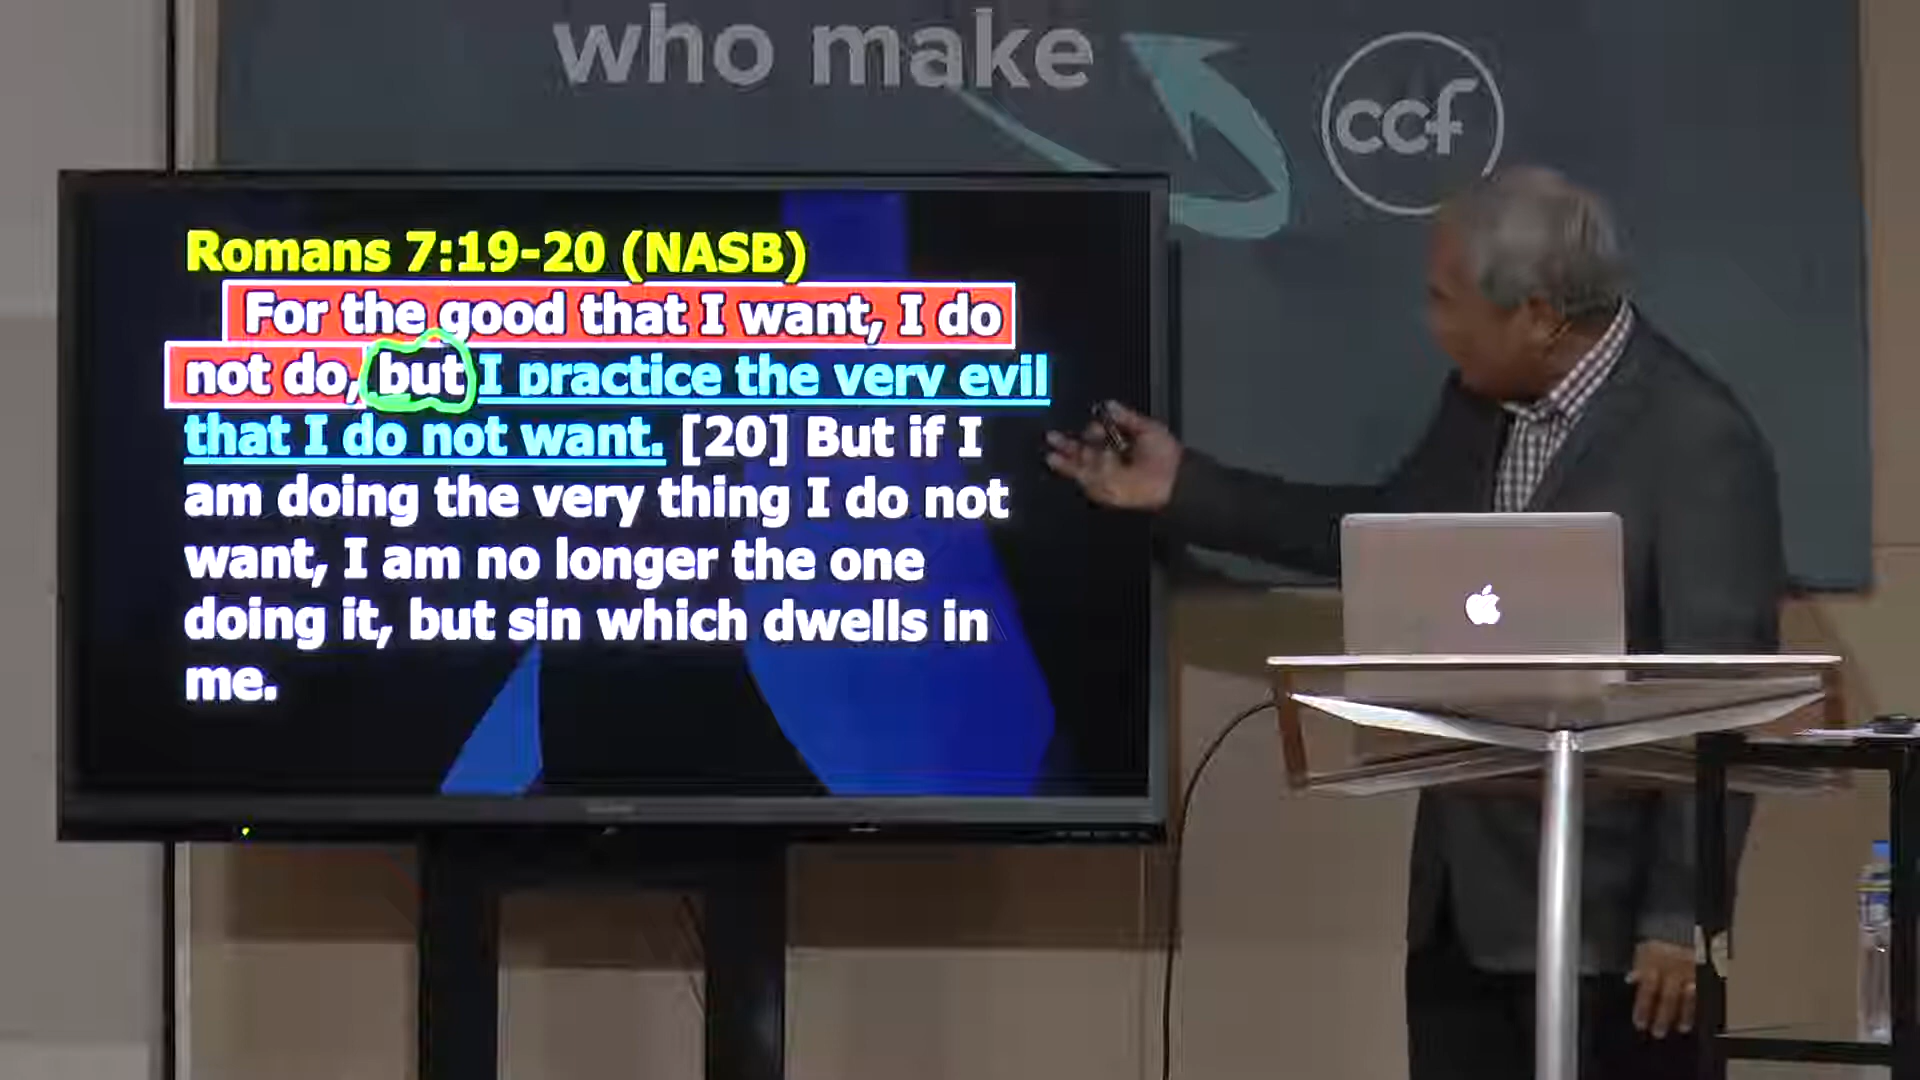 who make
ccf
Romans 7:19-20 (NASB)
For the good that I want, I do
not do, but I practice the very evil
that I do not want. [20] But if I
am doing the very thing I do not
want, I am no longer the one
doing it, but sin which dwells in
me.